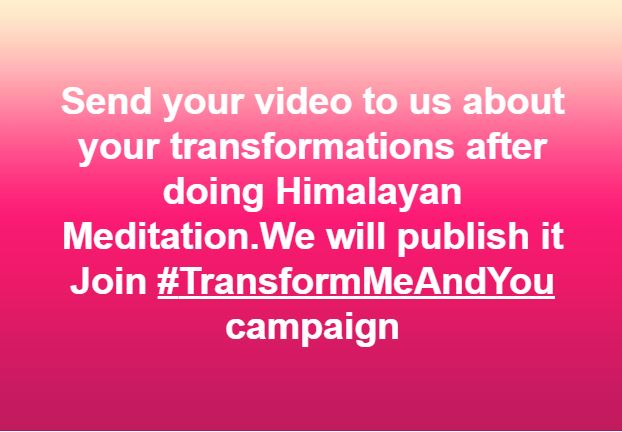 Send your video to us about
your transformations after
doing Himalayan
Meditation.We will publish it
Join #TransformMeAndYou
campaign